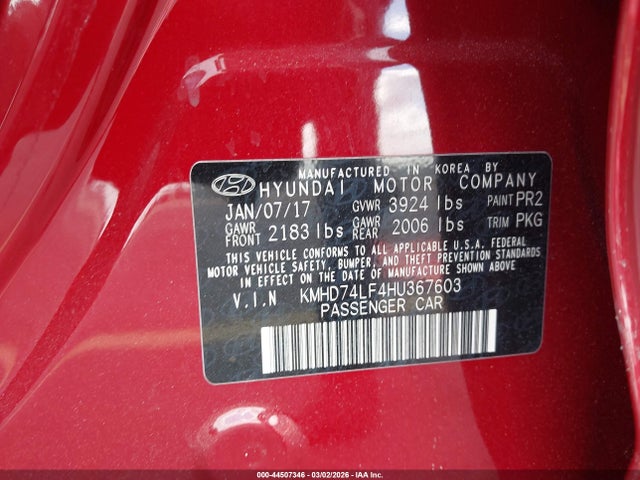 MANUFACTURED IN KOREA BY
HYUNDAI MOTOR COMPANY
JAN/07/17 GVWR 3924 lbs PAINT PR2
GAWR FRONT 2183 lbs GAWR REAR 2006 lbs TRIM PKG
THIS VEHICLE CONFORMS TO ALL APPLICABLE U.S.A. FEDERAL
MOTOR VEHICLE SAFETY, BUMPER, AND THEFT PREVENTION
STANDARDS IN EFFECT ON THE DATE OF MANUFACTURE SHOWN ABOVE.
V.I.N KMHD74LF4HU367603
PASSENGER CAR
000-44507346 - 03/02/2026 - IAA Inc.